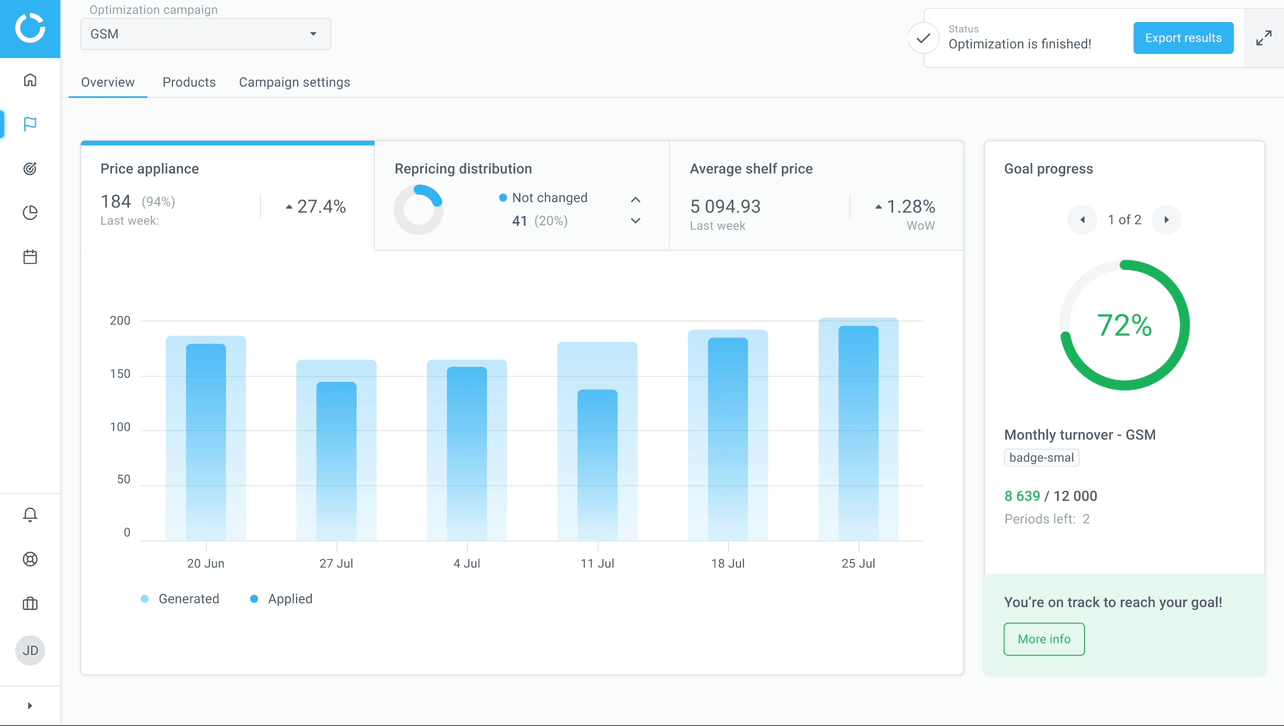 Optimization campaign
GSM
Status
Optimization is finished!
Export results
Overview Products Campaign settings
Price appliance
184 (94%)
Last week:
27.4%
Repricing distribution
Not changed
41 (20%)
Average shelf price
5 094.93
Last week
1.28%
WoW
Goal progress
1 of 2
72%
Monthly turnover - GSM
badge-smal
8 639 / 12 000
Periods left: 2
You’re on track to reach your goal!
More info
200
150
100
50
0
20 Jun 27 Jul 4 Jul 11 Jul 18 Jul 25 Jul
Generated Applied
JD